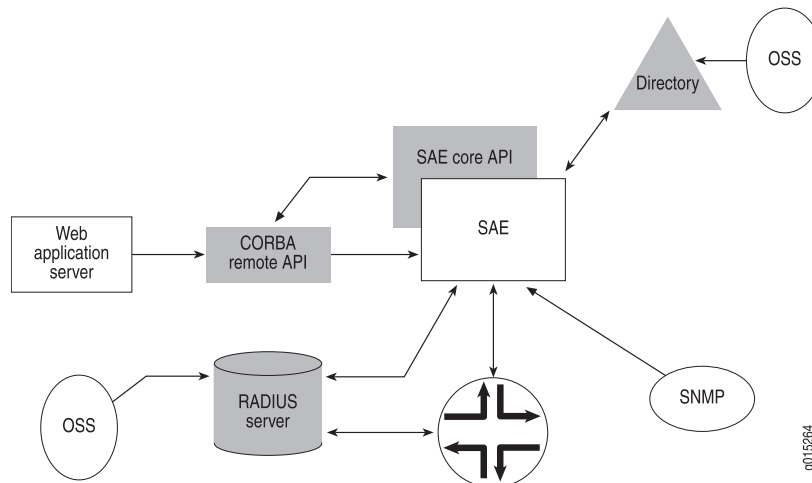 OSS
Directory
SAE core API
SAE
Web
application
server
CORBA
remote API
OSS
RADIUS
server
SNMP
g015264